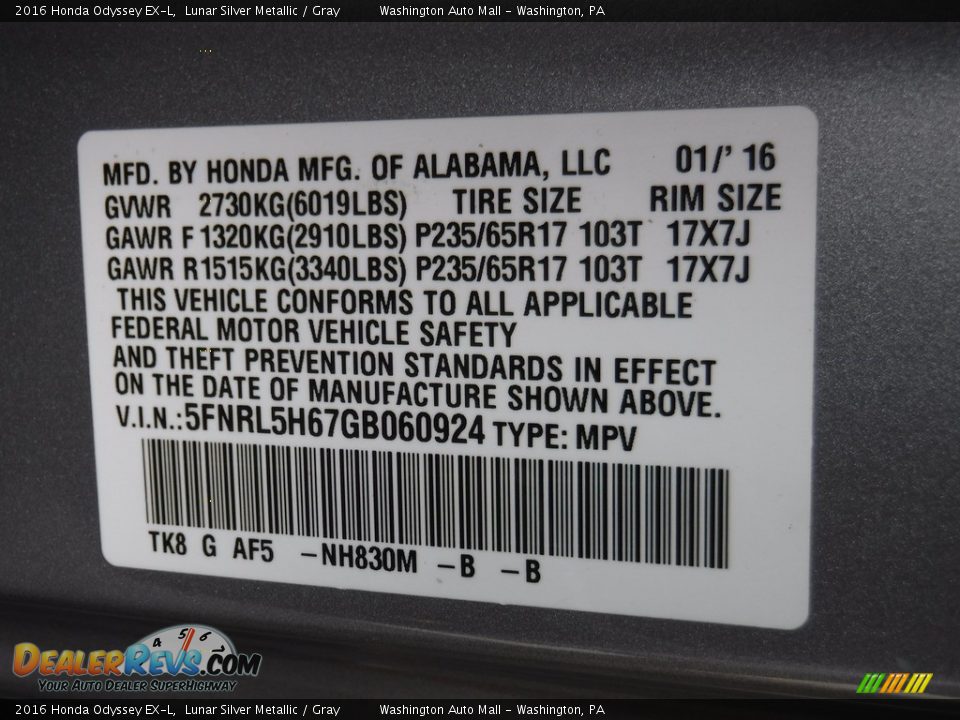 2016 Honda Odyssey EX-L, Lunar Silver Metallic / Gray Washington Auto Mall - Washington, PA
MFD. BY HONDA MFG. OF ALABAMA, LLC 01/' 16
GVWR 2730KG(6019LBS) TIRE SIZE RIM SIZE
GAWR F 1320KG(2910LBS) P235/65R17 103T 17X7J
GAWR R1515KG(3340LBS) P235/65R17 103T 17X7J
THIS VEHICLE CONFORMS TO ALL APPLICABLE
FEDERAL MOTOR VEHICLE SAFETY
AND THEFT PREVENTION STANDARDS IN EFFECT
ON THE DATE OF MANUFACTURE SHOWN ABOVE.
V.I.N.:5FNRL5H67GB060924 TYPE: MPV
TK8 G AF5 -NH830M -B -B
4 5 6
DEALERREVS.COM
YOUR AUTO DEALER SUPERHIGHWAY
2016 Honda Odyssey EX-L, Lunar Silver Metallic / Gray Washington Auto Mall - Washington, PA